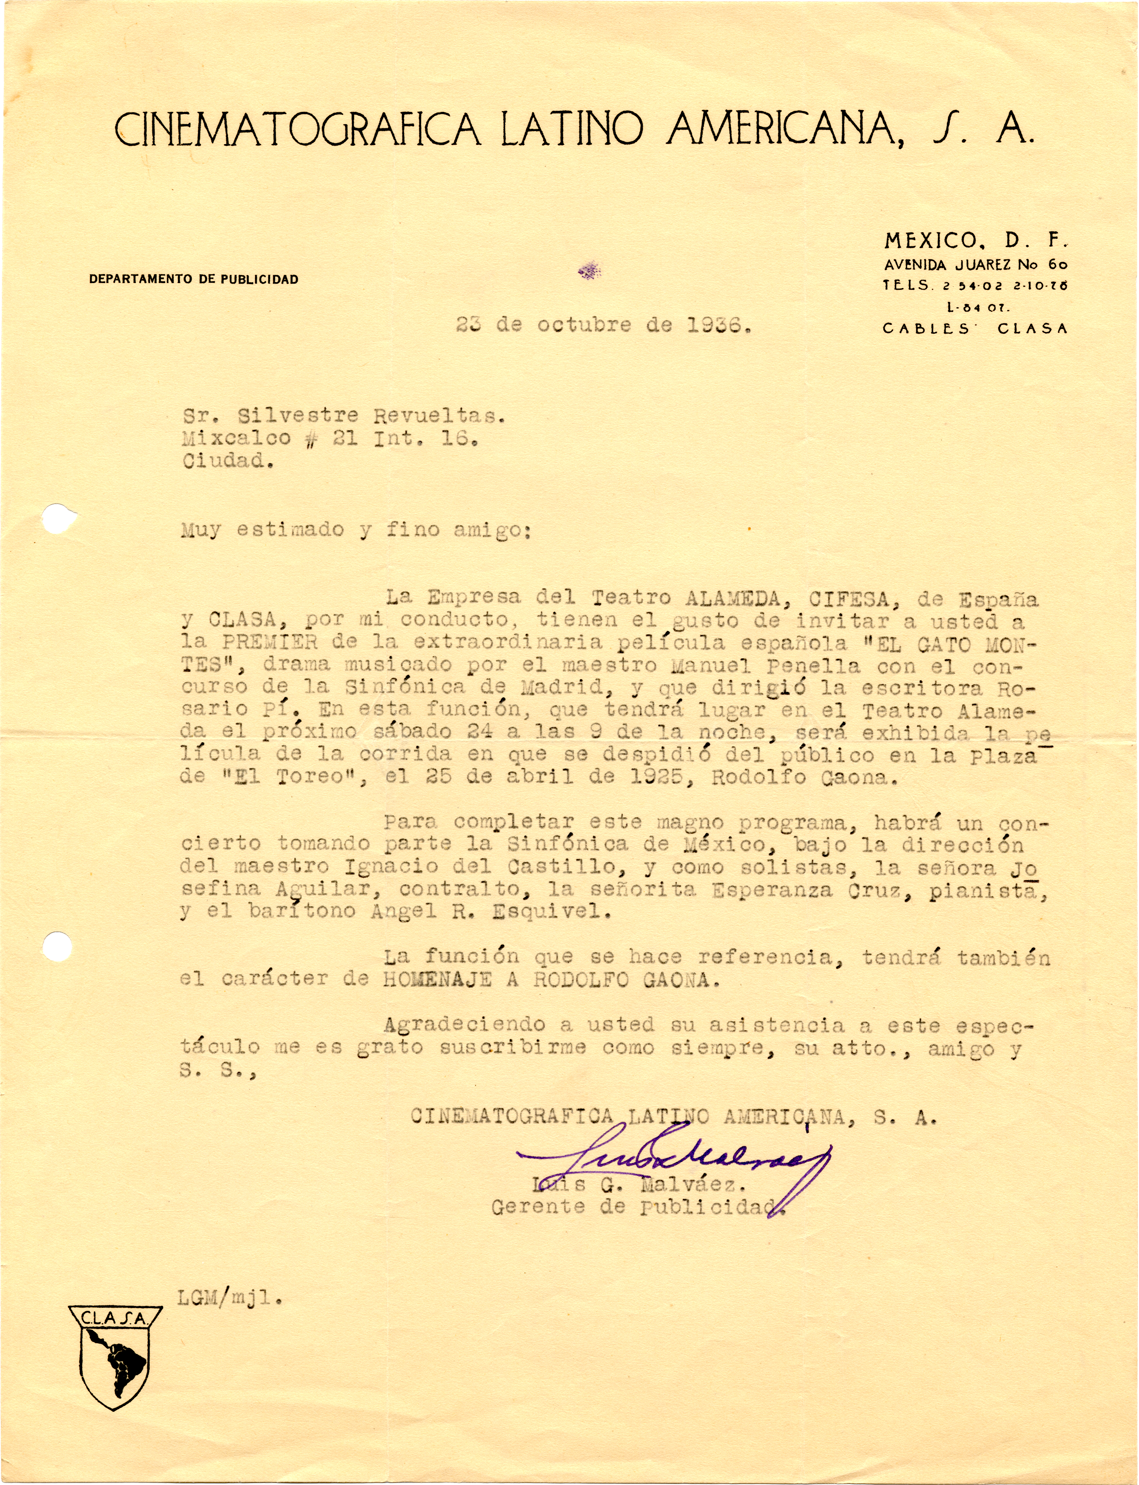 CINEMATOGRAFICA LATINO AMERICANA, S. A.
DEPARTAMENTO DE PUBLICIDAD
MEXICO, D. F.
AVENIDA JUAREZ No 60
TELS. 2 54-02 2-10-78
L-84 07.
CABLES CLASA
23 de octubre de 1936.
Sr. Silvestre Revueltas.
Mixcalco # 21 Int. 16.
Ciudad.
Muy estimado y fino amigo:
La Empresa del Teatro ALAMEDA, CIFESA, de España
y CLASA, por mi conducto, tienen el gusto de invitar a usted a
la PREMIER de la extraordinaria película española "EL GATO MON-
TES", drama musicado por el maestro Manuel Penella con el con-
curso de la Sinfónica de Madrid, y que dirigió la escritora Ro-
sario Pí. En esta función, que tendrá lugar en el Teatro Alame-
da el próximo sábado 24 a las 9 de la noche, será exhibida la pe
lícula de la corrida en que se despidió del público en la Plaza
de "El Toreo", el 25 de abril de 1925, Rodolfo Gaona.
Para completar este magno programa, habrá un con-
cierto tomando parte la Sinfónica de México, bajo la dirección
del maestro Ignacio del Castillo, y como solistas, la señora Jo
sefina Aguilar, contralto, la señorita Esperanza Cruz, pianista,
y el barítono Angel R. Esquivel.
La función que se hace referencia, tendrá también
el carácter de HOMENAJE A RODOLFO GAONA.
Agradeciendo a usted su asistencia a este espec-
táculo me es grato suscribirme como siempre, su atto., amigo y
S. S.,
CINEMATOGRAFICA LATINO AMERICANA, S. A.
Luis G. Malváez.
Gerente de Publicidad.
LGM/mjl.
C.L.A.S.A.